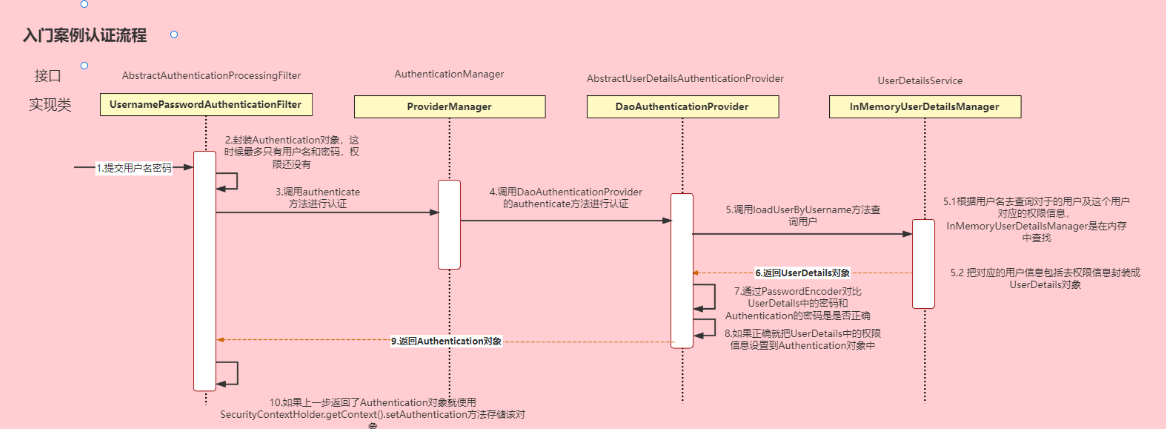 入门案例认证流程
接口
AbstractAuthenticationProcessingFilter
AuthenticationManager
AbstractUserDetailsAuthenticationProvider
UserDetailsService
实现类
UsernamePasswordAuthenticationFilter
ProviderManager
DaoAuthenticationProvider
InMemoryUserDetailsManager
1.提交用户名密码
2.封装Authentication对象，这
时候最多只有用户名和密码，权
限还没有
3.调用authenticate
方法进行认证
4.调用DaoAuthenticationProvider
的authenticate方法进行认证
5.调用loadUserByUsername方法查
询用户
5.1根据用户名去查询对于的用户及这个用户
对应的权限信息，
InMemoryUserDetailsManager是在内存
中查找
5.2 把对应的用户信息包括去权限信息封装成
UserDetails对象
6.返回UserDetails对象
7.通过PasswordEncoder对比
UserDetails中的密码和
Authentication的密码是是否正确
8.如果正确就把UserDetails中的权限
信息设置到Authentication对象中
9.返回Authentication对象
10.如果上一步返回了Authentication对象就使用
SecurityContextHolder.getContext().setAuthentication方法存储该对
象